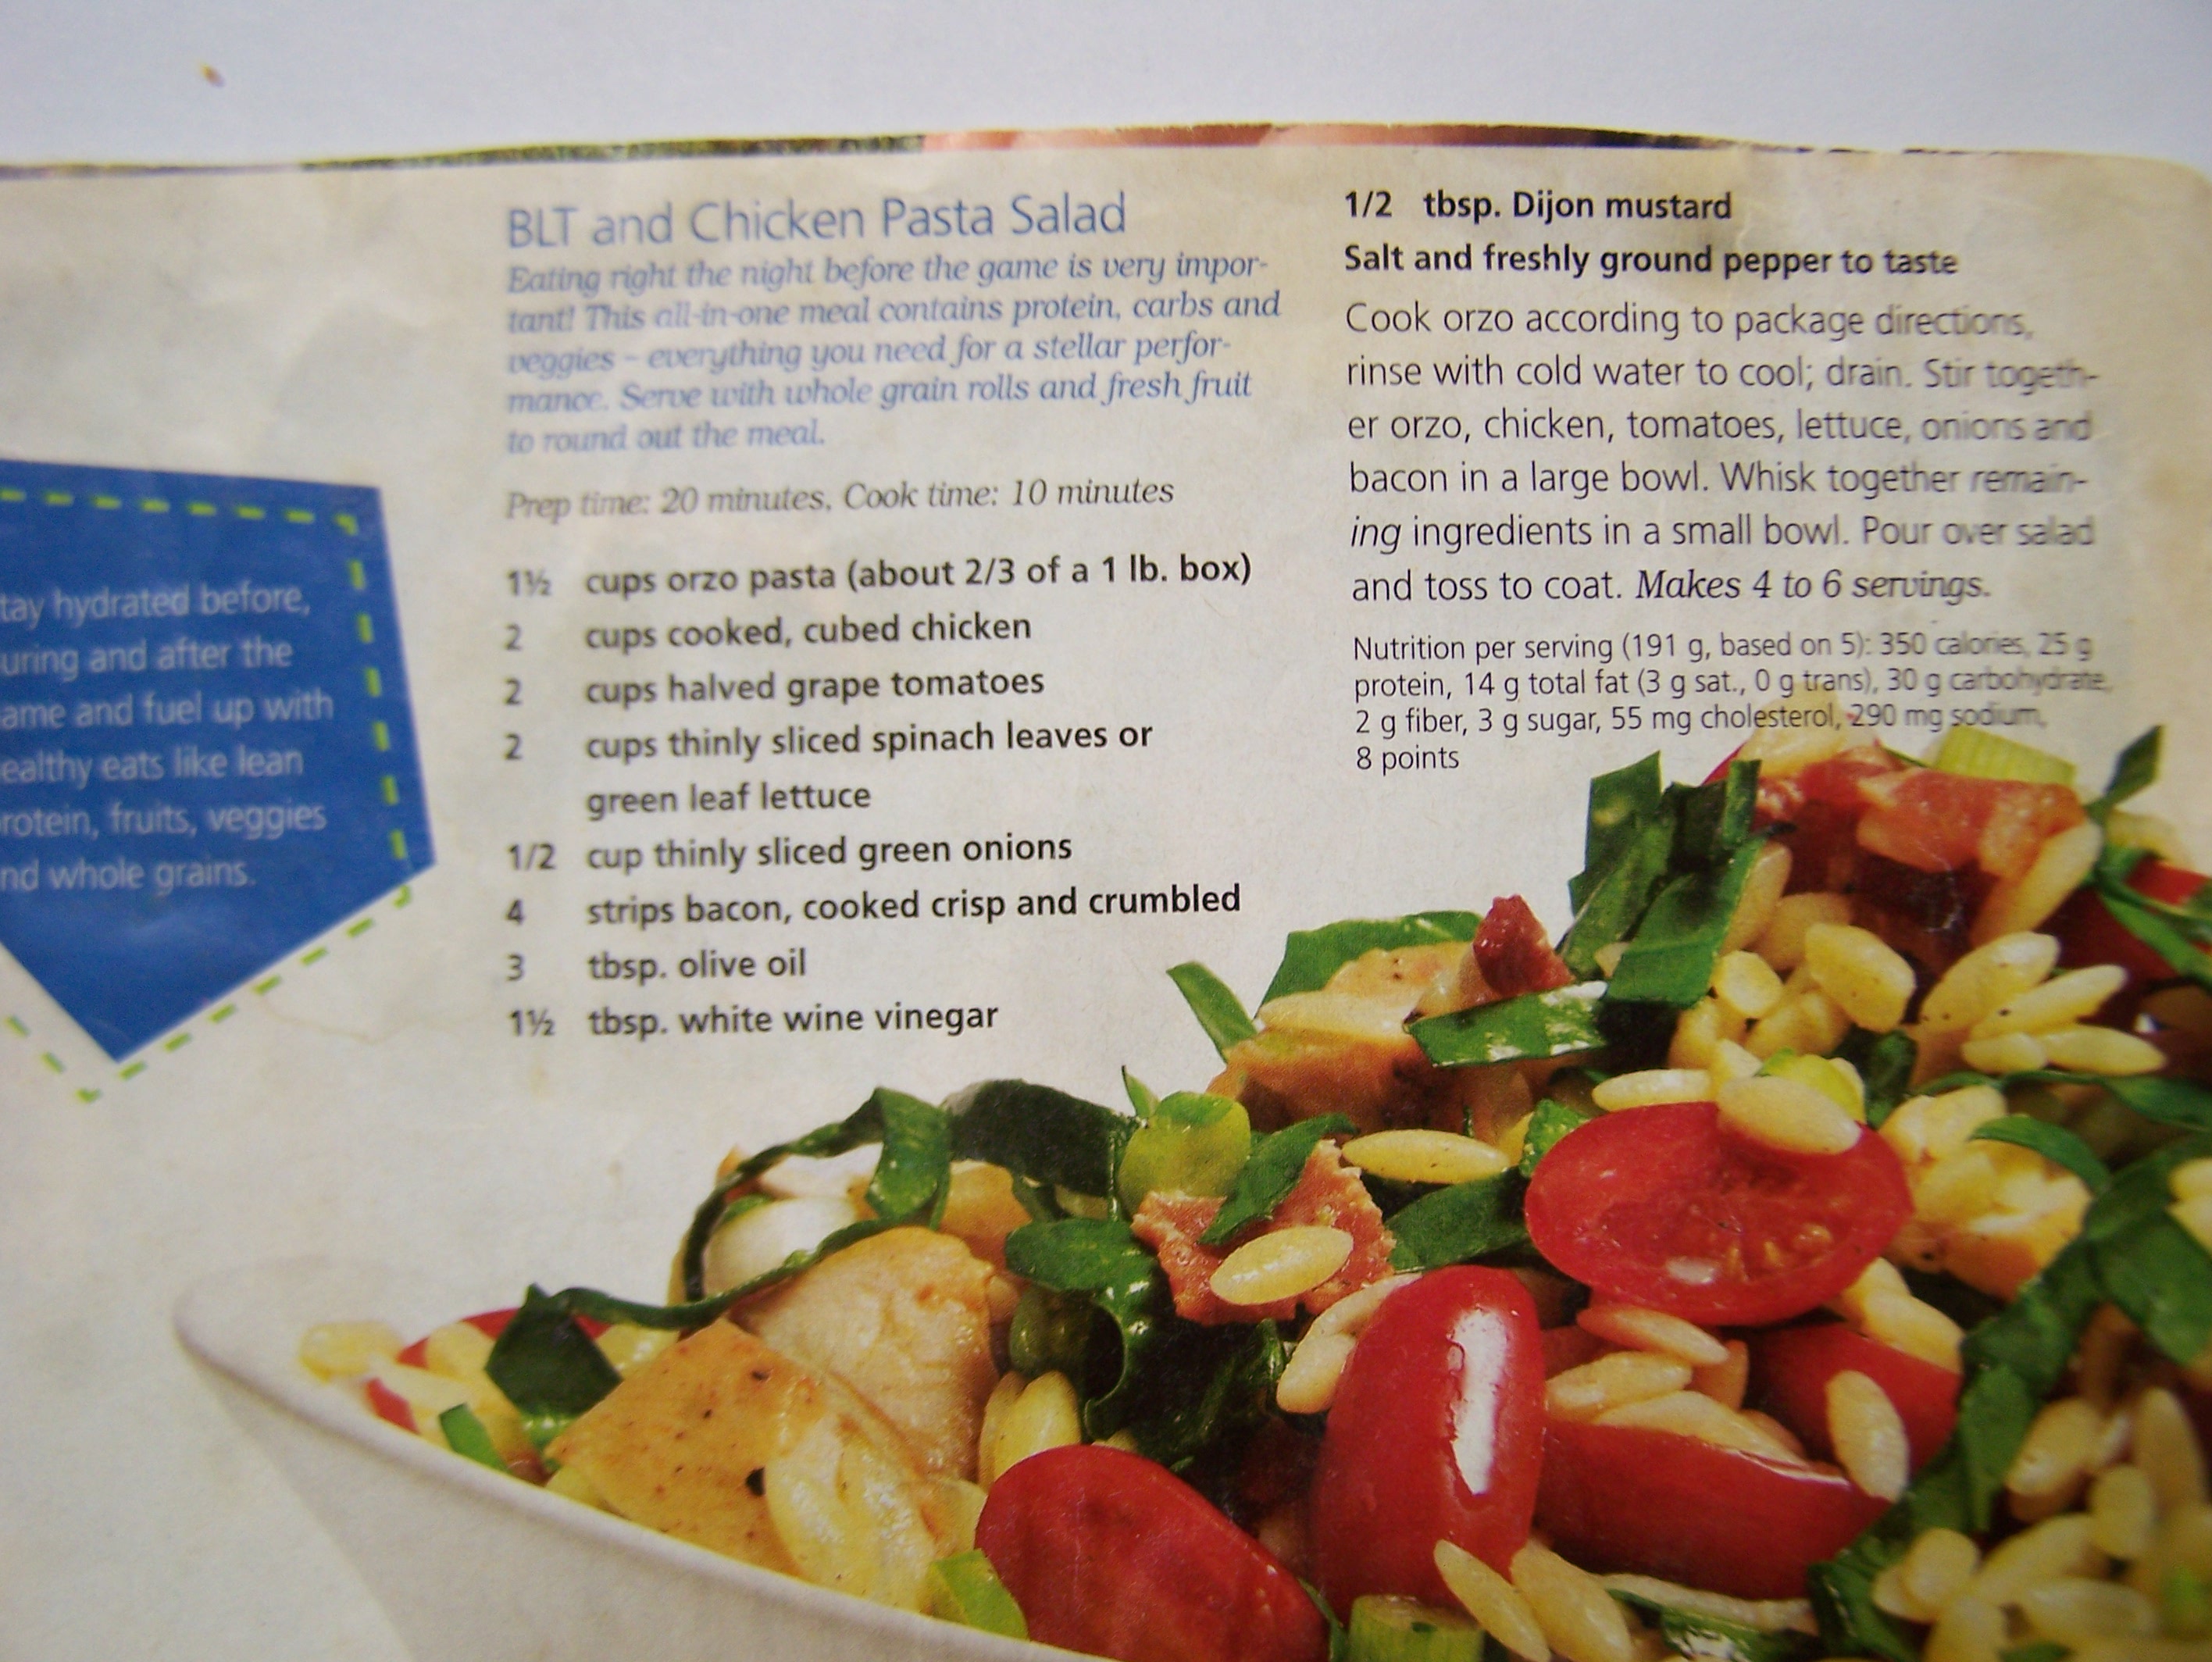 BLT and Chicken Pasta Salad
Eating right the night before the game is very impor-
tant! This all-in-one meal contains protein, carbs and
veggies – everything you need for a stellar perfor-
mance. Serve with whole grain rolls and fresh fruit
to round out the meal.
Prep time: 20 minutes, Cook time: 10 minutes
1½ cups orzo pasta (about 2/3 of a 1 lb. box)
2 cups cooked, cubed chicken
2 cups halved grape tomatoes
2 cups thinly sliced spinach leaves or
green leaf lettuce
1/2 cup thinly sliced green onions
4 strips bacon, cooked crisp and crumbled
3 tbsp. olive oil
1½ tbsp. white wine vinegar
1/2 tbsp. Dijon mustard
Salt and freshly ground pepper to taste
Cook orzo according to package directions,
rinse with cold water to cool; drain. Stir togeth-
er orzo, chicken, tomatoes, lettuce, onions and
bacon in a large bowl. Whisk together remain-
ing ingredients in a small bowl. Pour over salad
and toss to coat. Makes 4 to 6 servings.
Nutrition per serving (191 g, based on 5): 350 calories, 25 g
protein, 14 g total fat (3 g sat., 0 g trans), 30 g carbohydrate,
2 g fiber, 3 g sugar, 55 mg cholesterol, 290 mg sodium,
8 points
tay hydrated before,
uring and after the
ame and fuel up with
ealthy eats like lean
rotein, fruits, veggies
nd whole grains.